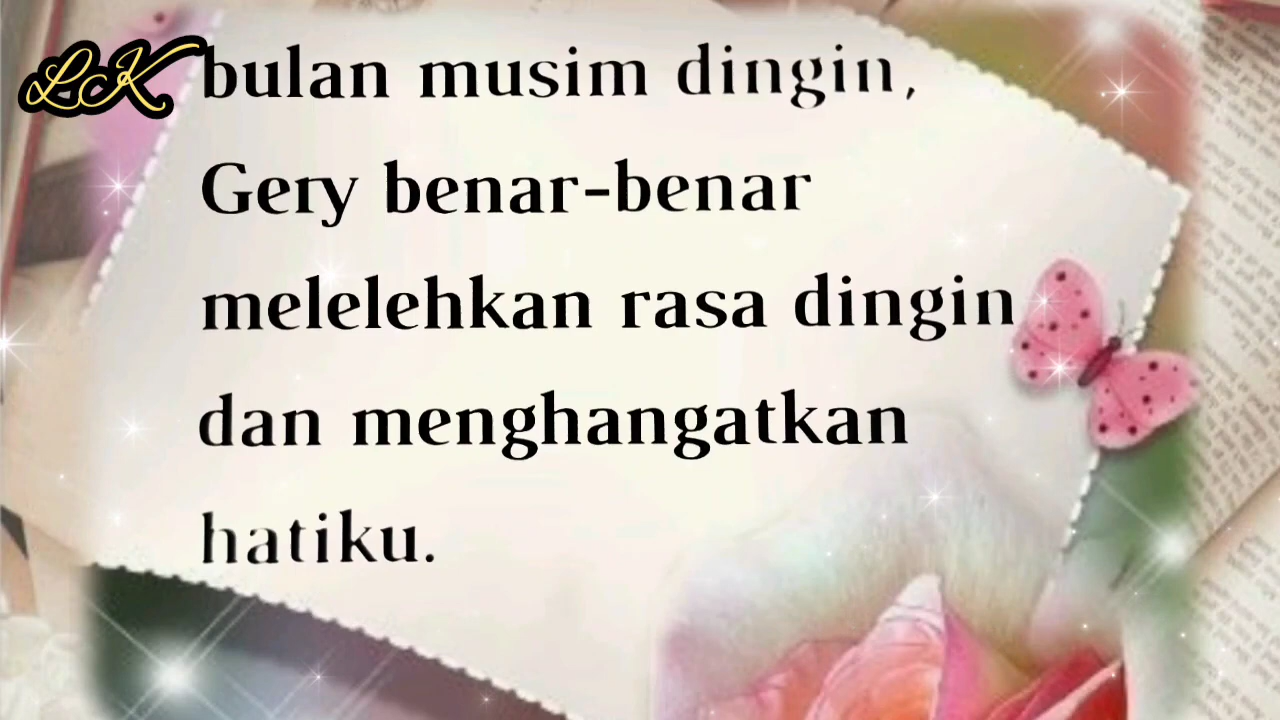 LK
bulan musim dingin,
Gery benar-benar
melelehkan rasa dingin
dan menghangatkan
hatiku.